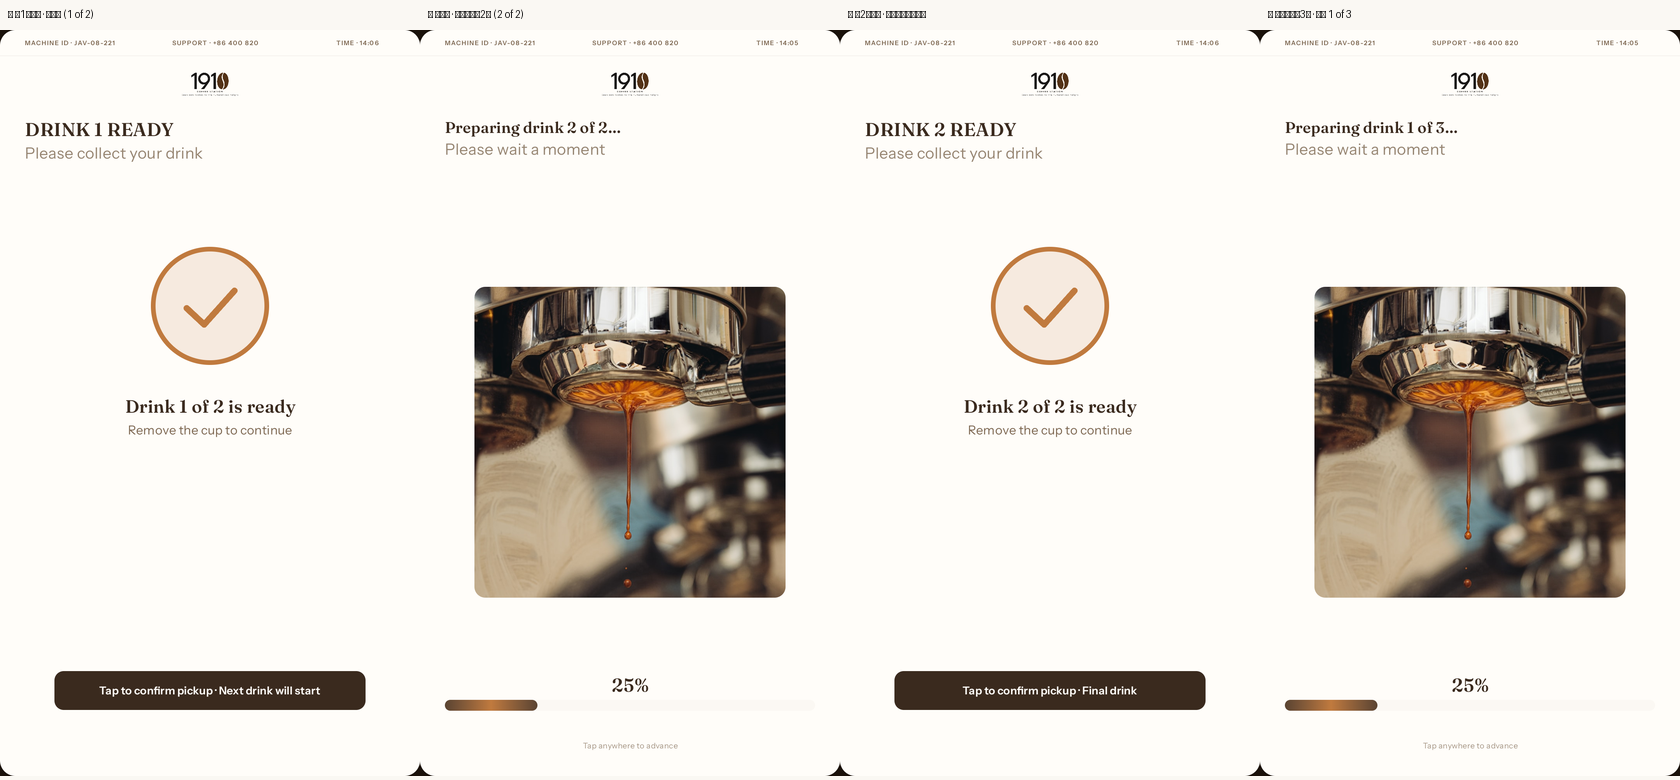 (1 of 2)
MACHINE ID · JAV-08-221 SUPPORT · +86 400 820 TIME · 14:06
1910
DRINK 1 READY
Please collect your drink
Drink 1 of 2 is ready
Remove the cup to continue
Tap to confirm pickup · Next drink will start
(2 of 2)
MACHINE ID · JAV-08-221 SUPPORT · +86 400 820 TIME · 14:05
1910
Preparing drink 2 of 2...
Please wait a moment
25%
Tap anywhere to advance
MACHINE ID · JAV-08-221 SUPPORT · +86 400 820 TIME · 14:06
1910
DRINK 2 READY
Please collect your drink
Drink 2 of 2 is ready
Remove the cup to continue
Tap to confirm pickup · Final drink
1 of 3
MACHINE ID · JAV-08-221 SUPPORT · +86 400 820 TIME · 14:05
1910
Preparing drink 1 of 3...
Please wait a moment
25%
Tap anywhere to advance